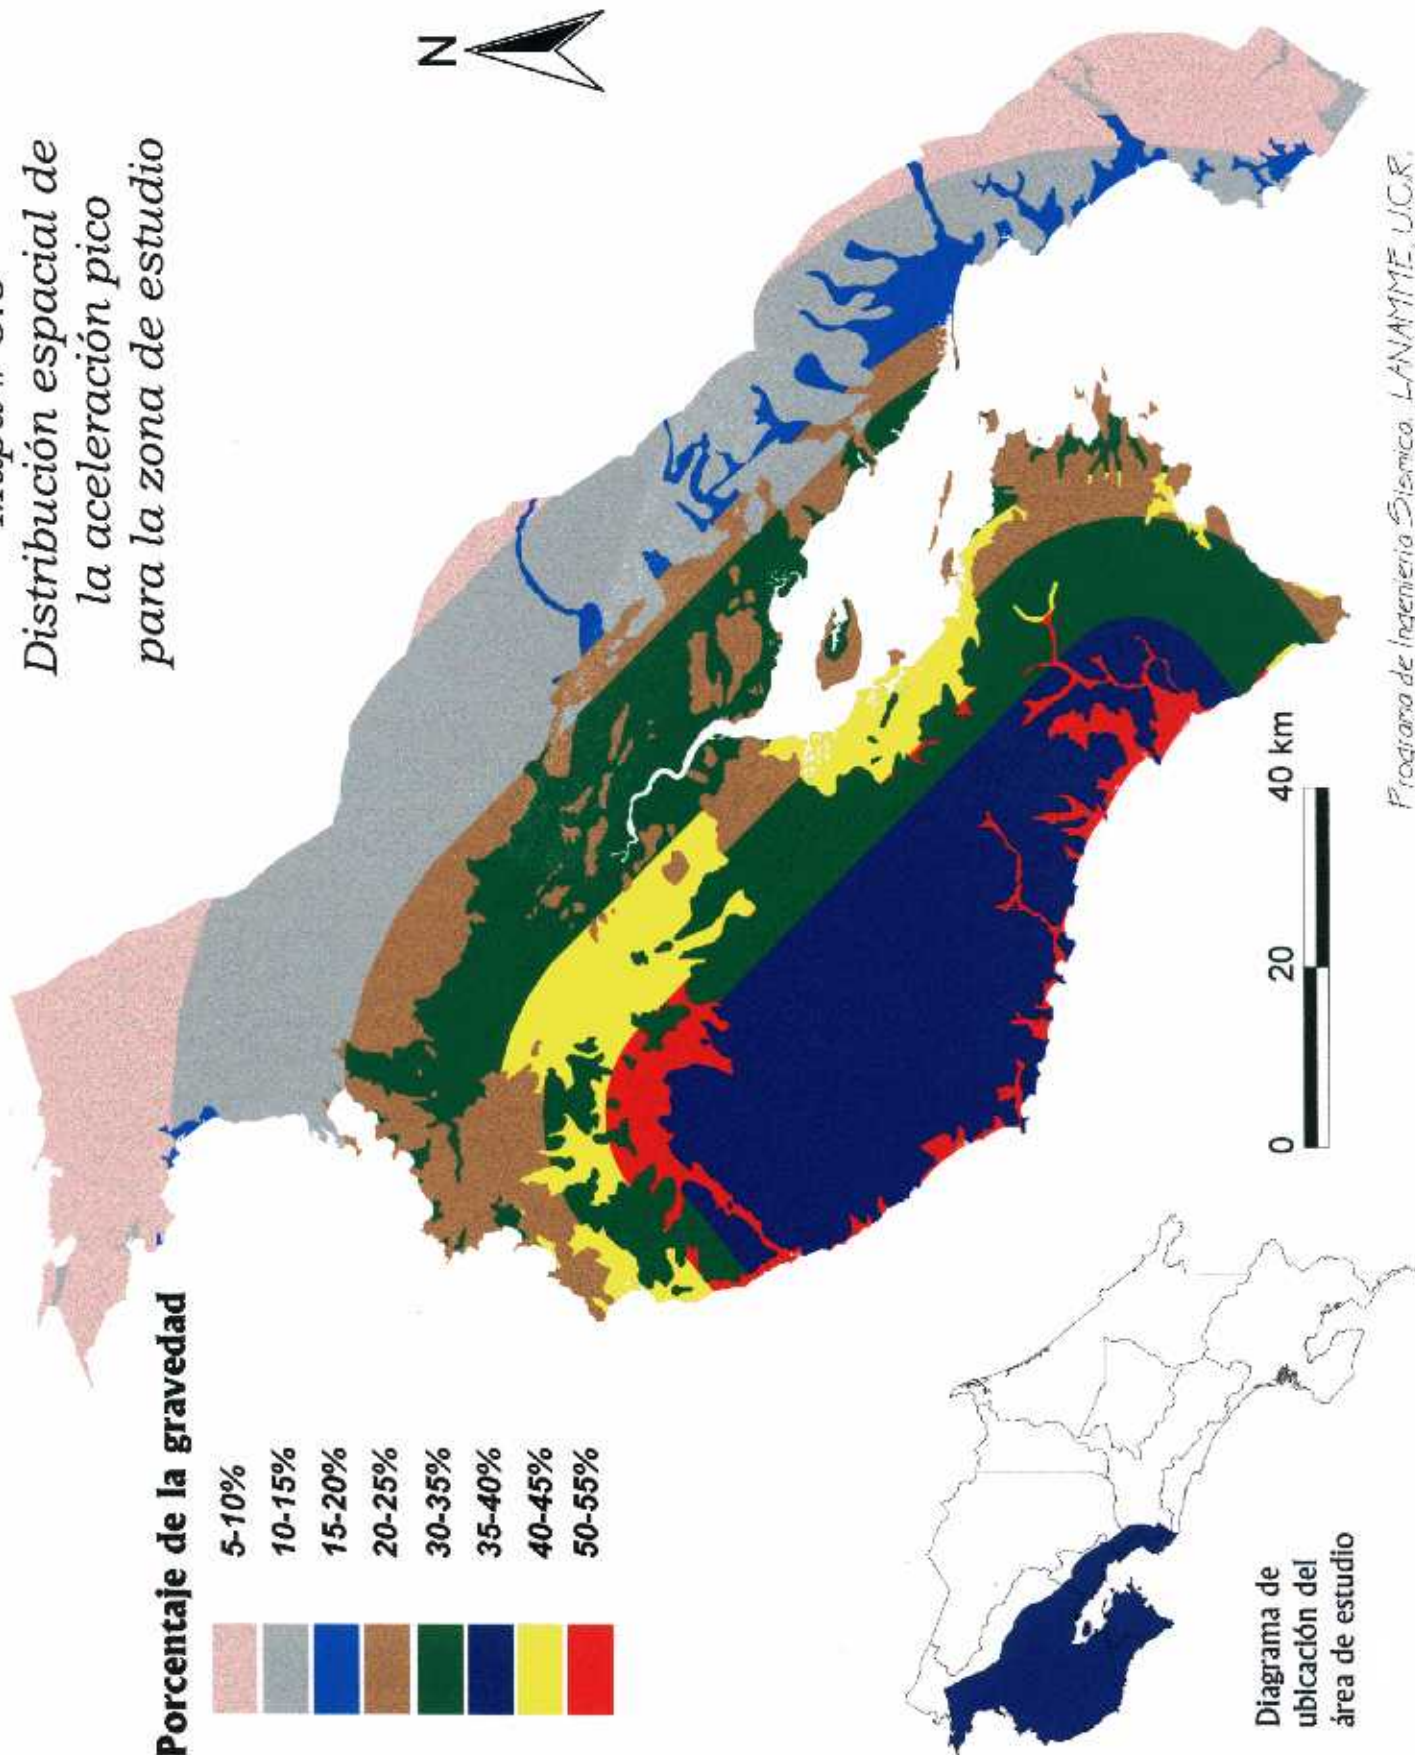 Distribución espacial de
la aceleración pico
para la zona de estudio
N
Porcentaje de la gravedad
5-10%
10-15%
15-20%
20-25%
30-35%
35-40%
40-45%
50-55%
0 20 40 km
Diagrama de
ubicación del
área de estudio
Programa de Ingeniería Sísmica. LANAMME, U.C.R.